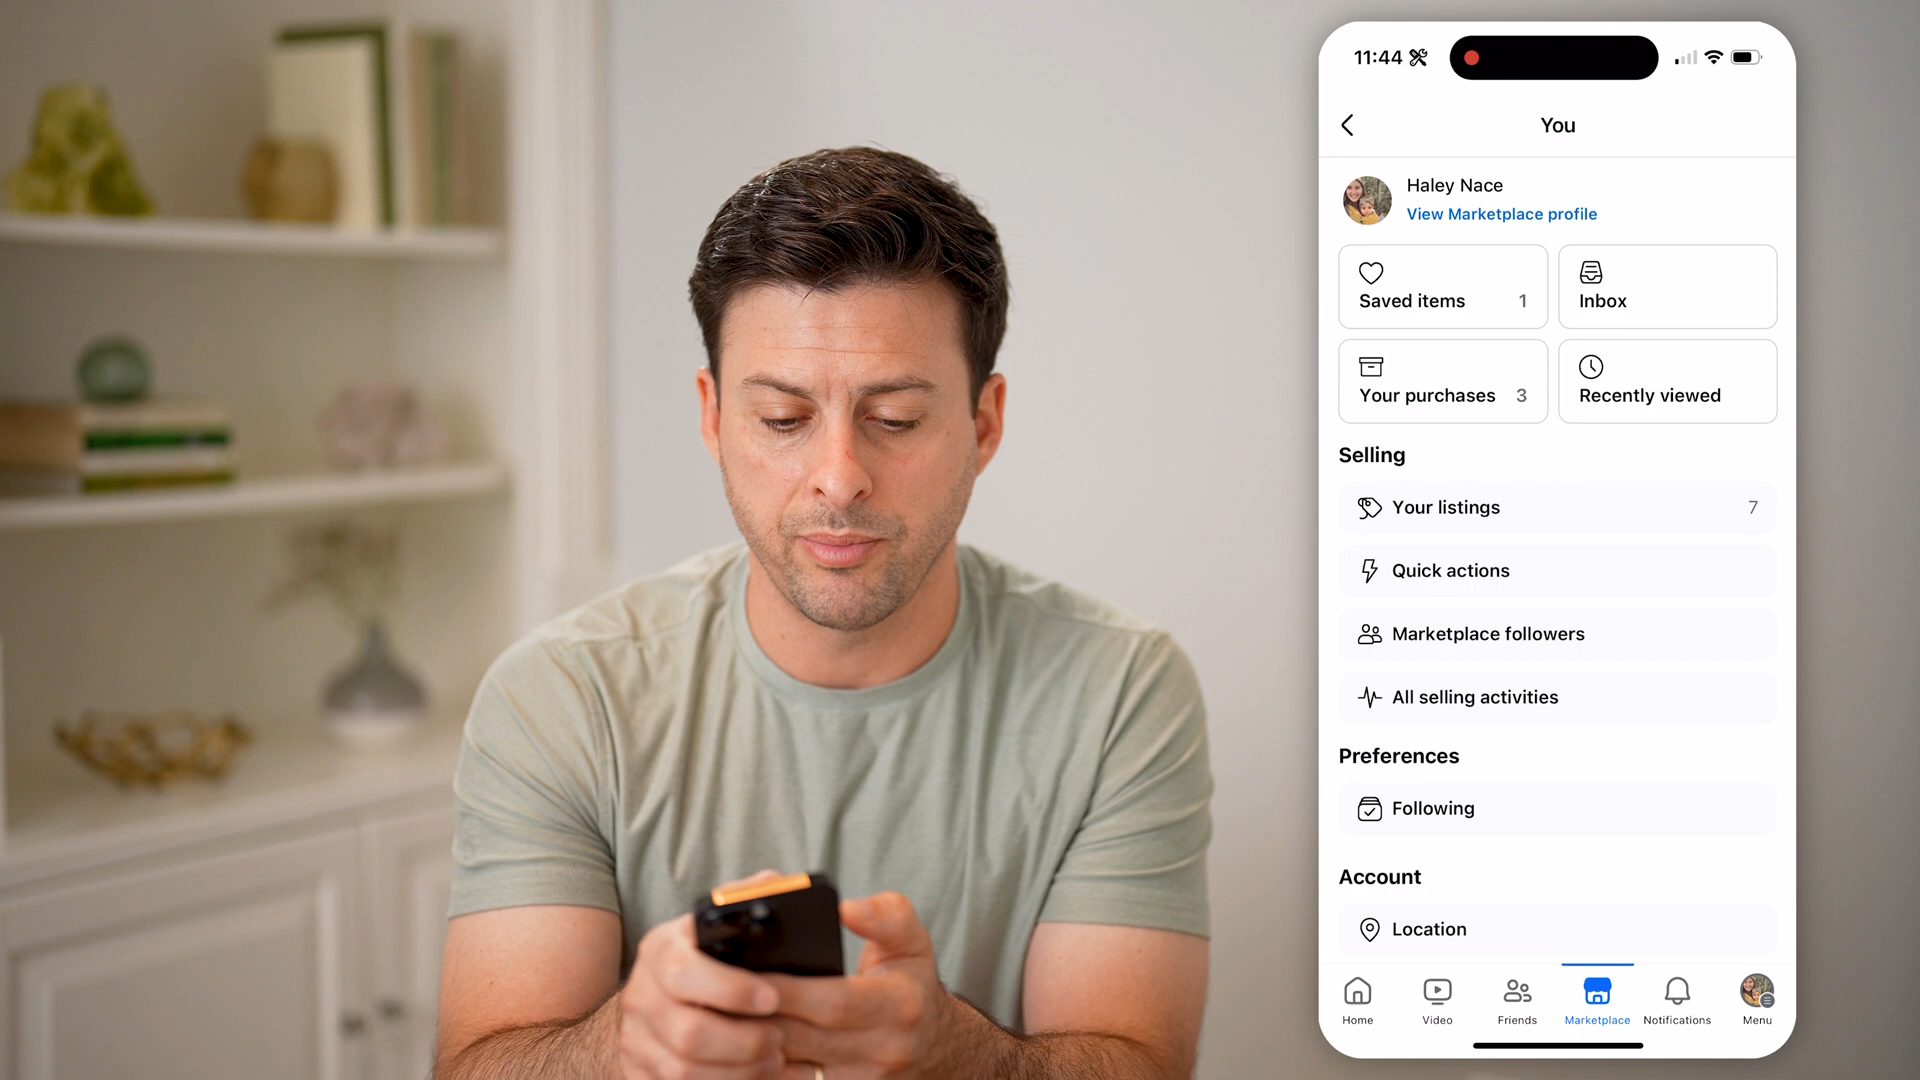 11:44
You
Haley Nace
View Marketplace profile
Saved items 1
Inbox
Your purchases 3
Recently viewed
Selling
Your listings 7
Quick actions
Marketplace followers
All selling activities
Preferences
Following
Account
Location
Home
Video
Friends
Marketplace
Notifications
Menu